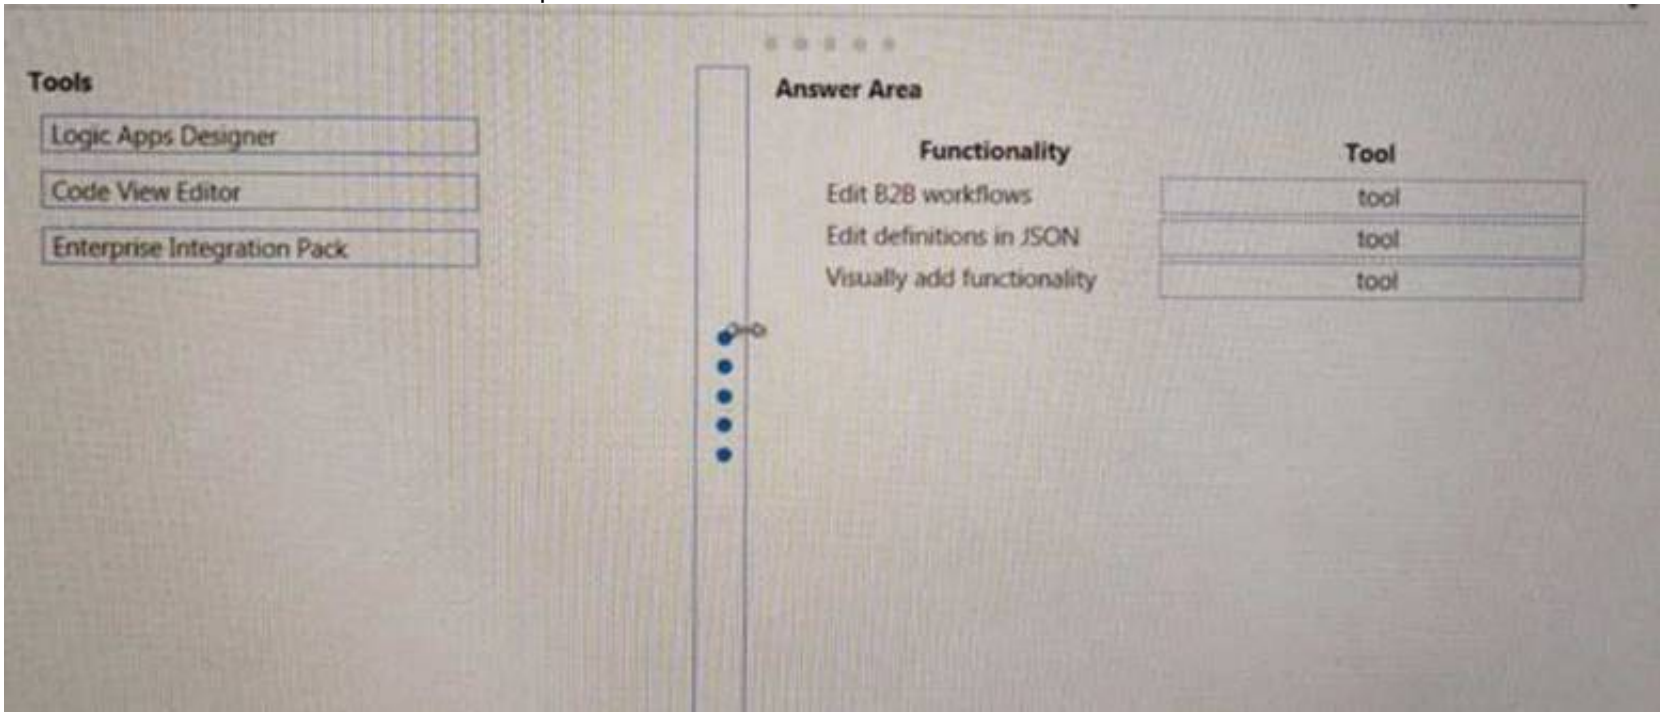 Tools
Logic Apps Designer
Code View Editor
Enterprise Integration Pack
Answer Area
Functionality Tool
Edit B2B workflows tool
Edit definitions in JSON tool
Visually add functionality tool